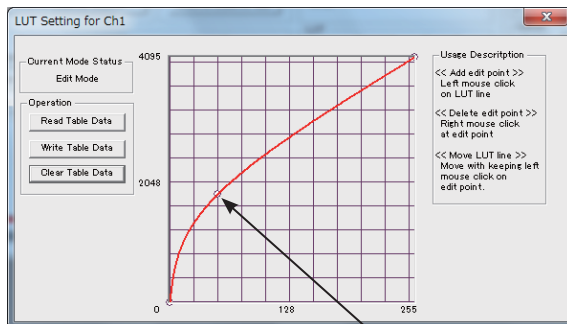 LUT Setting for Ch1
Current Mode Status
Edit Mode
Operation
Read Table Data
Write Table Data
Clear Table Data
4095
2048
0
128
255
Usage Descritption
<< Add edit point >>
Left mouse click
on LUT line
<< Delete edit point >>
Right mouse click
at edit point
<< Move LUT line >>
Move with keeping left
mouse click on
edit point.